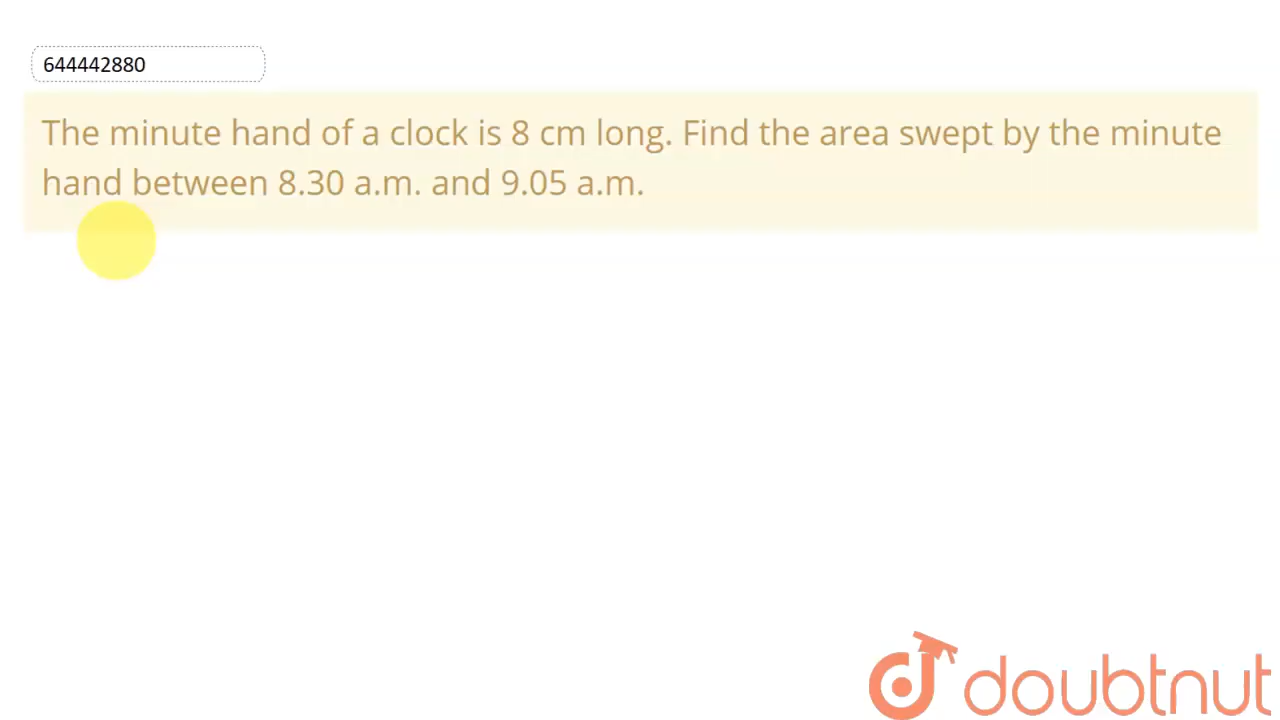 644442880
The minute hand of a clock is 8 cm long. Find the area swept by the minute
hand between 8.30 a.m. and 9.05 a.m.
doubtnut